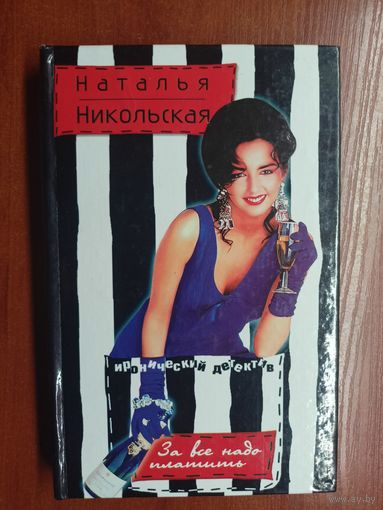 Наталья
Никольская
иронический детектив
За все надо
платить
www.ay.by